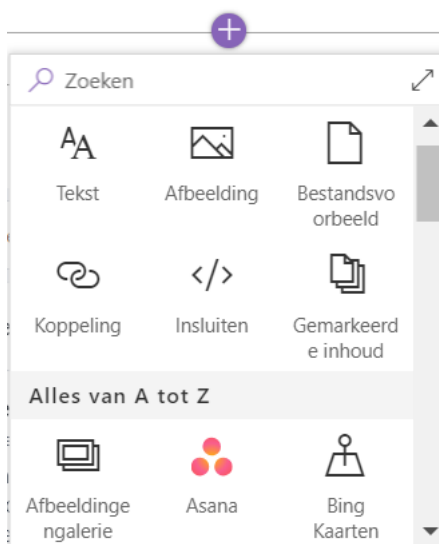 Zoeken
Tekst
Afbeelding
Bestandsvo
orbeeld
Koppeling
Insluiten
Gemarkeerd
e inhoud
Alles van A tot Z
Afbeeldinge
ngalerie
Asana
Bing
Kaarten